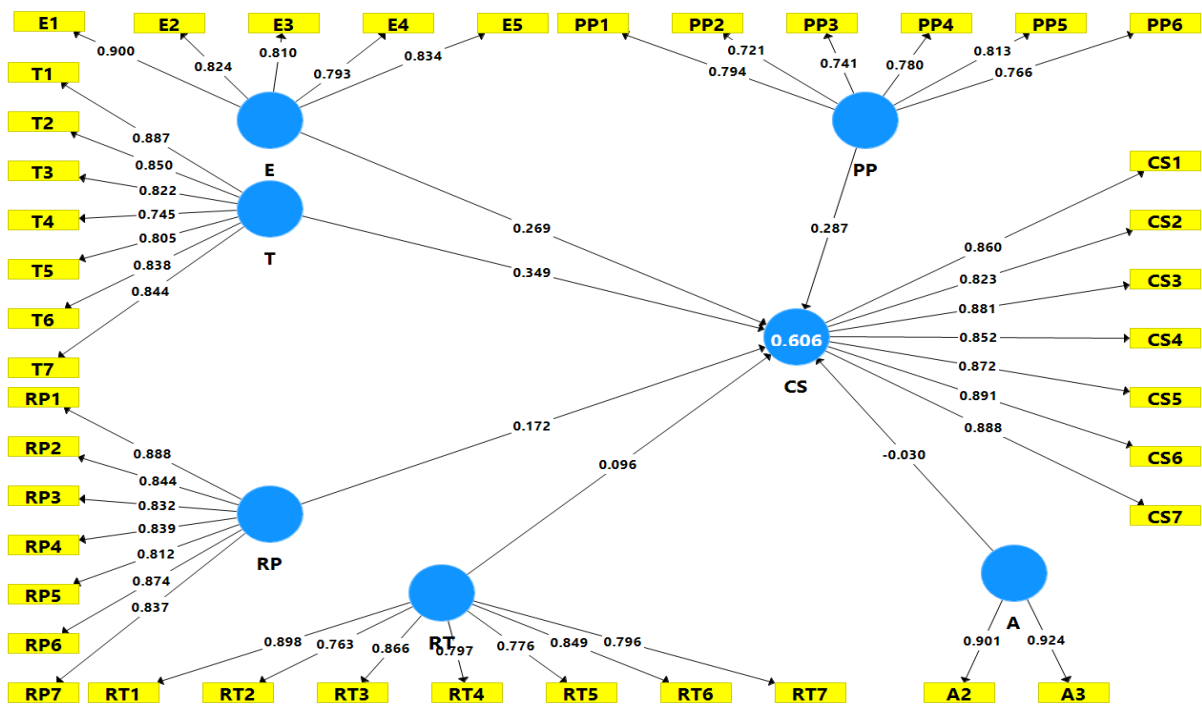 E1
E2
E3
E4
E5
PP1
PP2
PP3
PP4
PP5
PP6
0.900
0.824
0.810
0.793
0.834
0.794
0.721
0.741
0.780
0.813
0.766
T1
T2
T3
T4
T5
T6
T7
0.887
0.850
0.822
0.745
0.805
0.838
0.844
E
T
PP
0.269
0.349
0.287
CS1
CS2
CS3
CS4
CS5
CS6
CS7
0.860
0.823
0.881
0.852
0.872
0.891
0.888
0.606
CS
RP1
RP2
RP3
RP4
RP5
RP6
RP7
0.888
0.844
0.832
0.839
0.812
0.874
0.837
RP
0.172
0.096
-0.030
RT
0.898
0.763
0.866
0.797
0.776
0.849
0.796
RT1
RT2
RT3
RT4
RT5
RT6
RT7
A
0.901
0.924
A2
A3